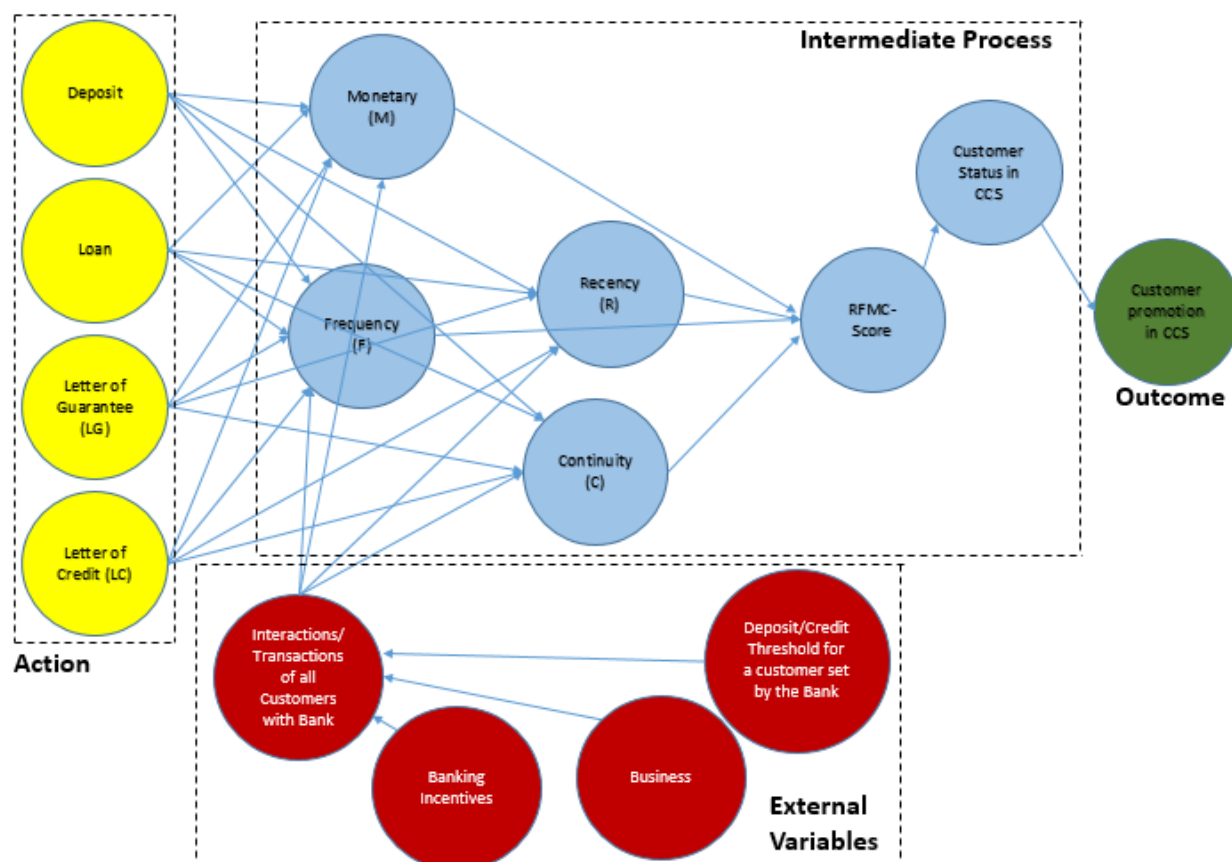 Deposit
Loan
Letter of
Guarantee
(LG)
Letter of
Credit (LC)
Action
Intermediate Process
Monetary
(M)
Frequency
(F)
Recency
(R)
Continuity
(C)
RFMC-
Score
Customer
Status in
CCS
Customer
promotion
in CCS
Outcome
Interactions/
Transactions
of all
Customers
with Bank
Banking
Incentives
Business
Deposit/Credit
Threshold for
a customer set
by the Bank
External
Variables